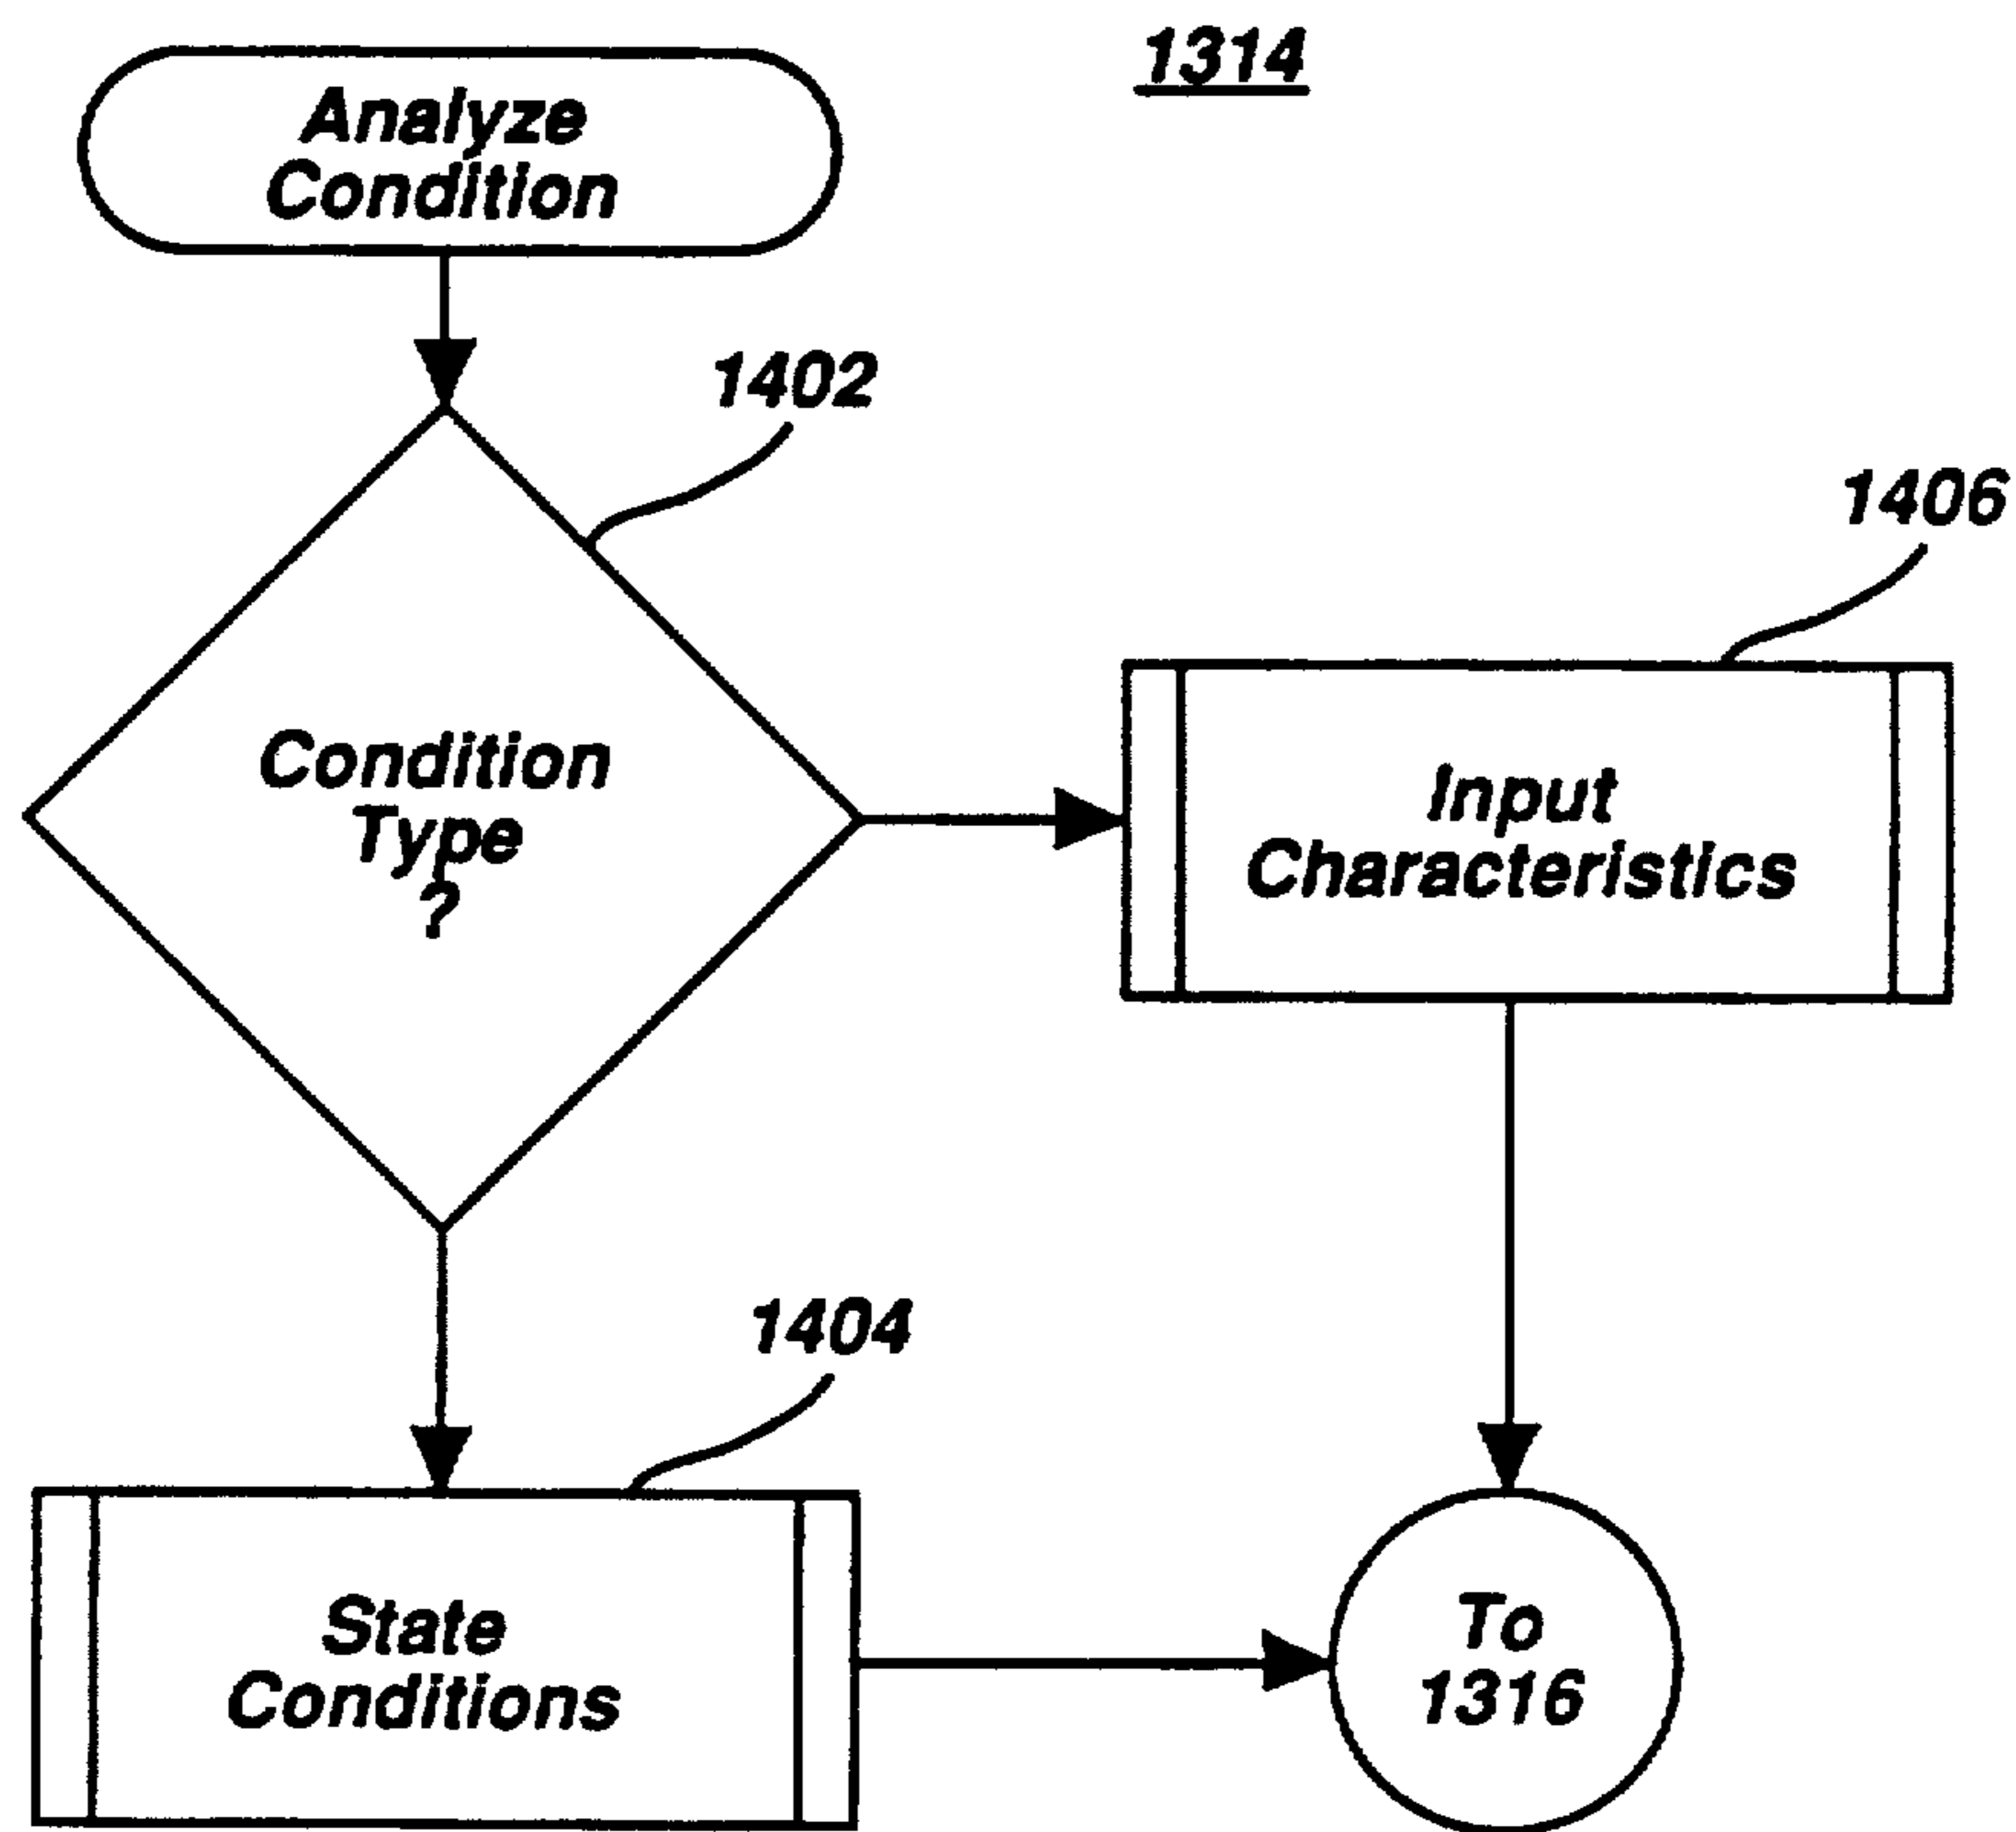 1314
Analyze
Condition
1402
1406
Condition
Type
?
Input
Characteristics
1404
State
Conditions
To
1316